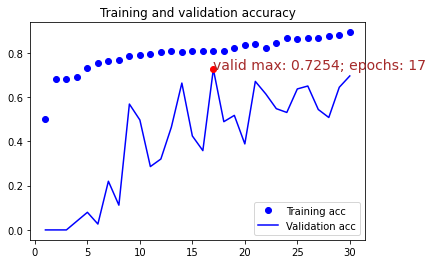 Training and validation accuracy
0.8
valid max: 0.7254; epochs: 17
0.6
0.4
0.2
0.0
Training acc
Validation acc
0 5 10 15 20 25 30